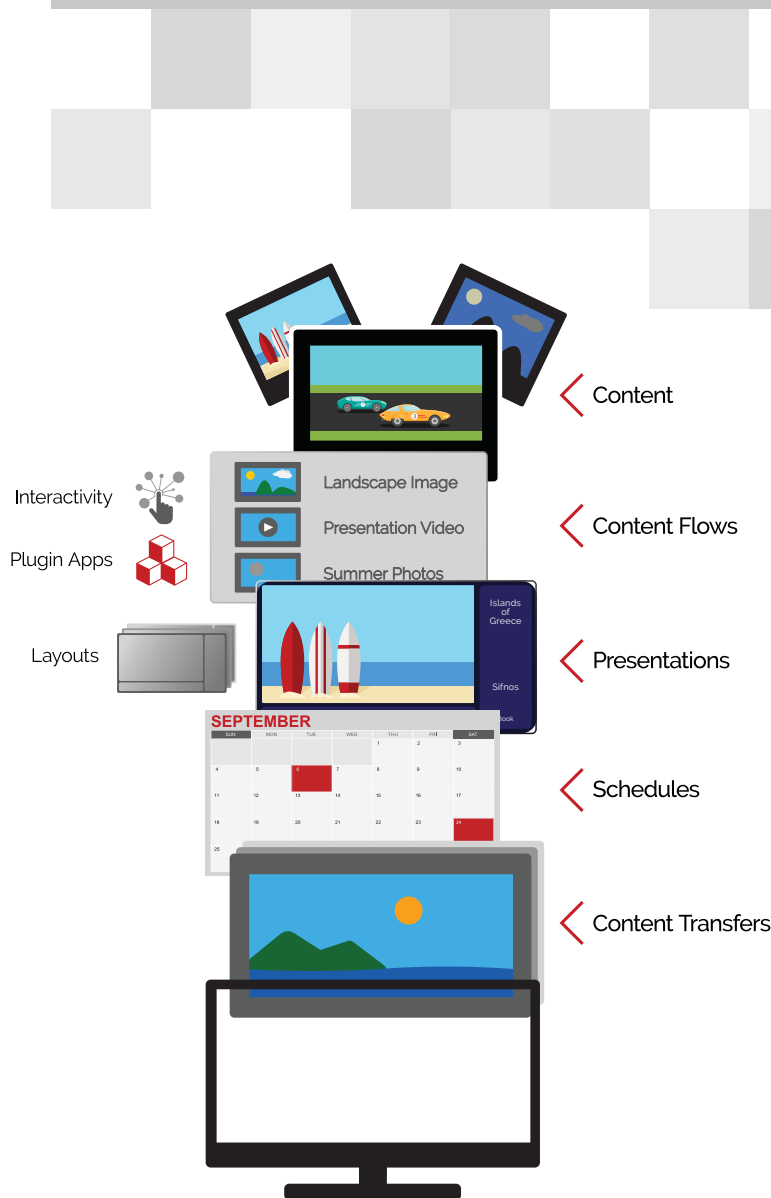 Content
Landscape Image
Interactivity
Presentation Video
Content Flows
Plugin Apps
Summer Photos
Islands
of
Greece
Layouts
Presentations
Sifnos
SEPTEMBER
SUN MON TUE WED THU FRI SAT
1 2 3
4 5 6 7 8 9 10
Schedules
11 12 13 14 15 16 17
18 19 20 21 22 23 24
25
Content Transfers